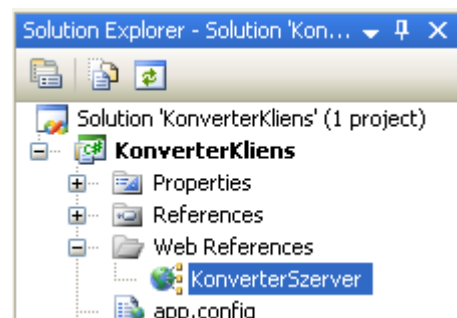 Solution Explorer - Solution 'Kon...
Solution 'KonverterKliens' (1 project)
KonverterKliens
Properties
References
Web References
KonverterSzerver
app.config